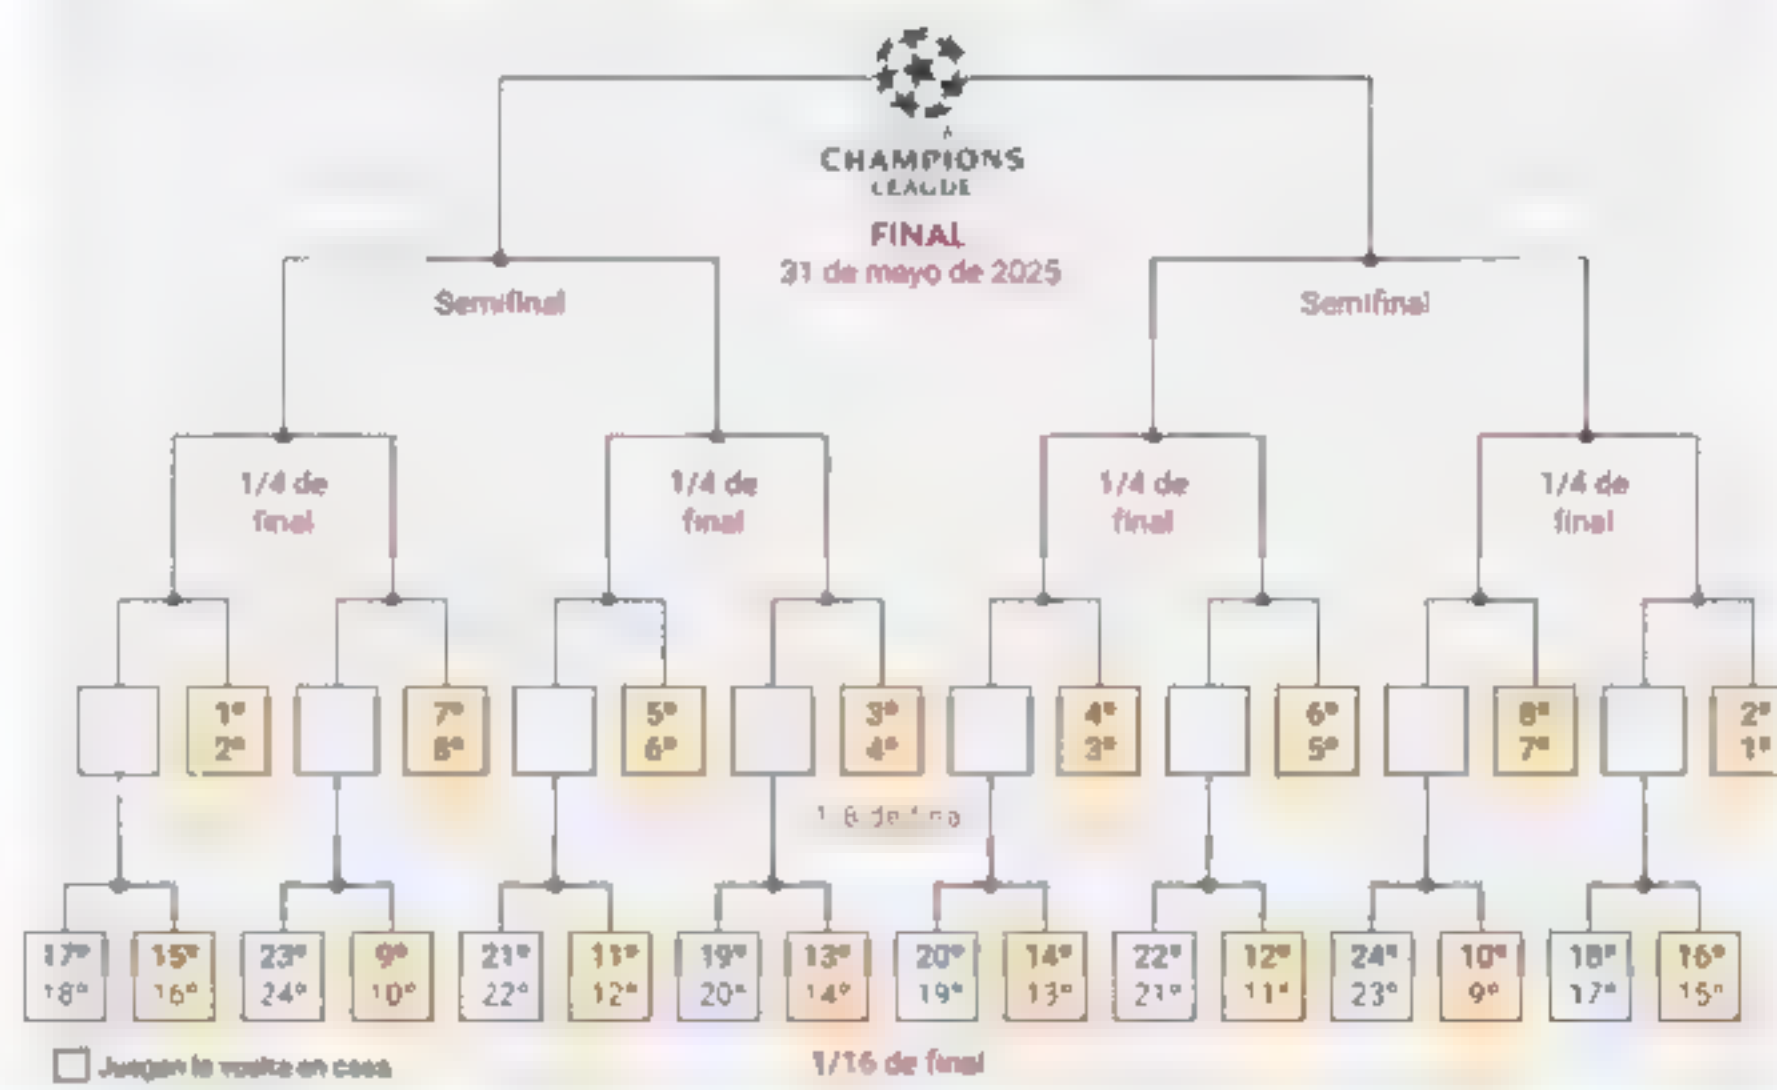 CHAMPIONS
LEAGUE
FINAL
31 de mayo de 2025
Semifinal
Semifinal
1/4 de
final
1/4 de
final
1/4 de
final
1/4 de
final
1º
2º
7º
8º
5º
6º
3º
4º
4º
3º
6º
5º
8º
7º
2º
1º
17º
18º
15º
16º
23º
24º
9º
10º
21º
22º
11º
12º
19º
20º
13º
14º
20º
19º
14º
13º
22º
21º
12º
11º
24º
23º
10º
9º
18º
17º
16º
15º
Juegan la vuelta en casa
1/16 de final